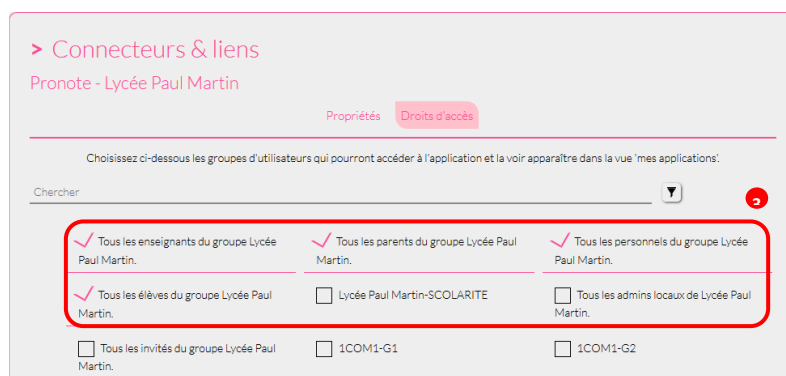 > Connecteurs & liens
Pronote - Lycée Paul Martin
Propriétés Droits d'accès
Choisissez ci-dessous les groupes d'utilisateurs qui pourront accéder à l'application et la voir apparaître dans la vue 'mes applications'.
Chercher
Tous les enseignants du groupe Lycée Paul Martin.
Tous les parents du groupe Lycée Paul Martin.
Tous les personnels du groupe Lycée Paul Martin.
Tous les élèves du groupe Lycée Paul Martin.
Lycée Paul Martin-SCOLARITE
Tous les admins locaux de Lycée Paul Martin.
Tous les invités du groupe Lycée Paul Martin.
1COM1-G1
1COM1-G2